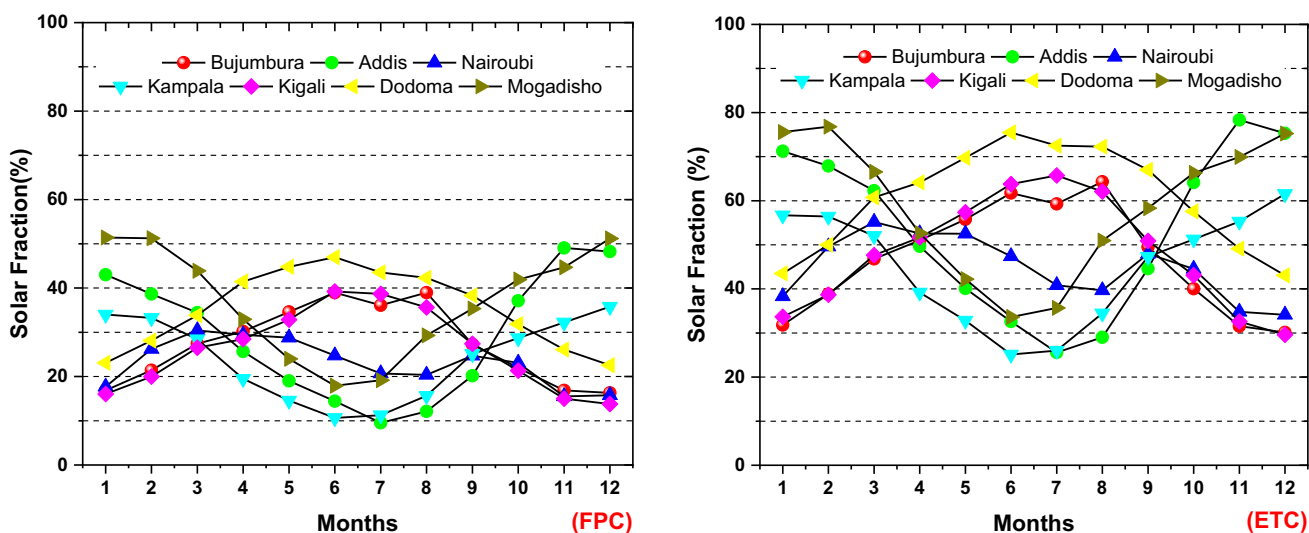 Solar Fraction(%)
100
80
60
40
20
0
Bujumbura Addis Nairoubi
Kampala Kigali Dodoma Mogadisho
1 2 3 4 5 6 7 8 9 10 11 12
Months (FPC)
Solar Fraction (%)
100
80
60
40
20
0
Bujumbura Addis Nairoubi
Kampala Kigali Dodoma Mogadisho
1 2 3 4 5 6 7 8 9 10 11 12
Months (ETC)